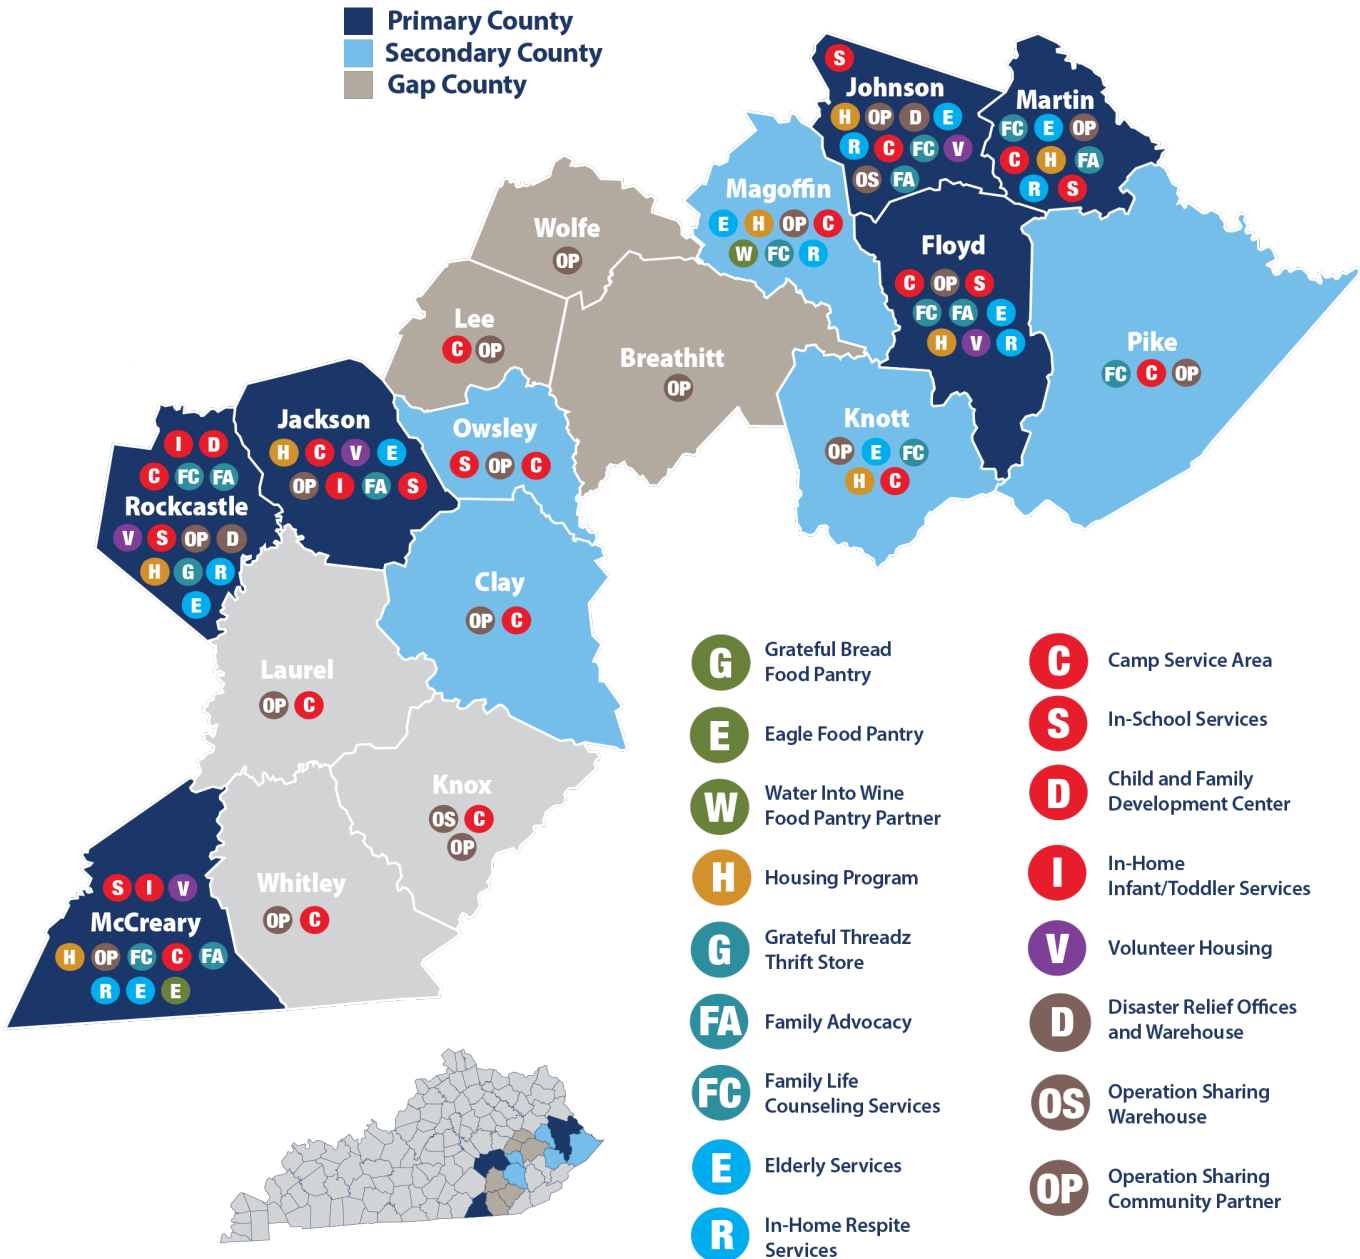 Primary County
Secondary County
Gap County
S
Johnson
H OP D E
R C FC V
OS FA
Martin
FC E OP
C H FA
R S
Magoffin
E H OP C
W FC R
Wolfe
OP
Floyd
C OP S
FC FA E
H V R
Lee
C OP
Breathitt
OP
Pike
FC C OP
Jackson
H C V E
OP I FA S
Owsley
S OP C
Knott
OP E FC
H C
I D
C FC FA
Rockcastle
V S OP D
H G R
E
Clay
OP C
Laurel
OP C
Knox
OS C
OP
Whitley
OP C
S I V
McCreary
H OP FC C FA
R E E
G Grateful Bread
Food Pantry
E Eagle Food Pantry
W Water Into Wine
Food Pantry Partner
H Housing Program
G Grateful Threadz
Thrift Store
FA Family Advocacy
FC Family Life
Counseling Services
E Elderly Services
R In-Home Respite
Services
C Camp Service Area
S In-School Services
D Child and Family
Development Center
I In-Home
Infant/Toddler Services
V Volunteer Housing
D Disaster Relief Offices
and Warehouse
OS Operation Sharing
Warehouse
OP Operation Sharing
Community Partner